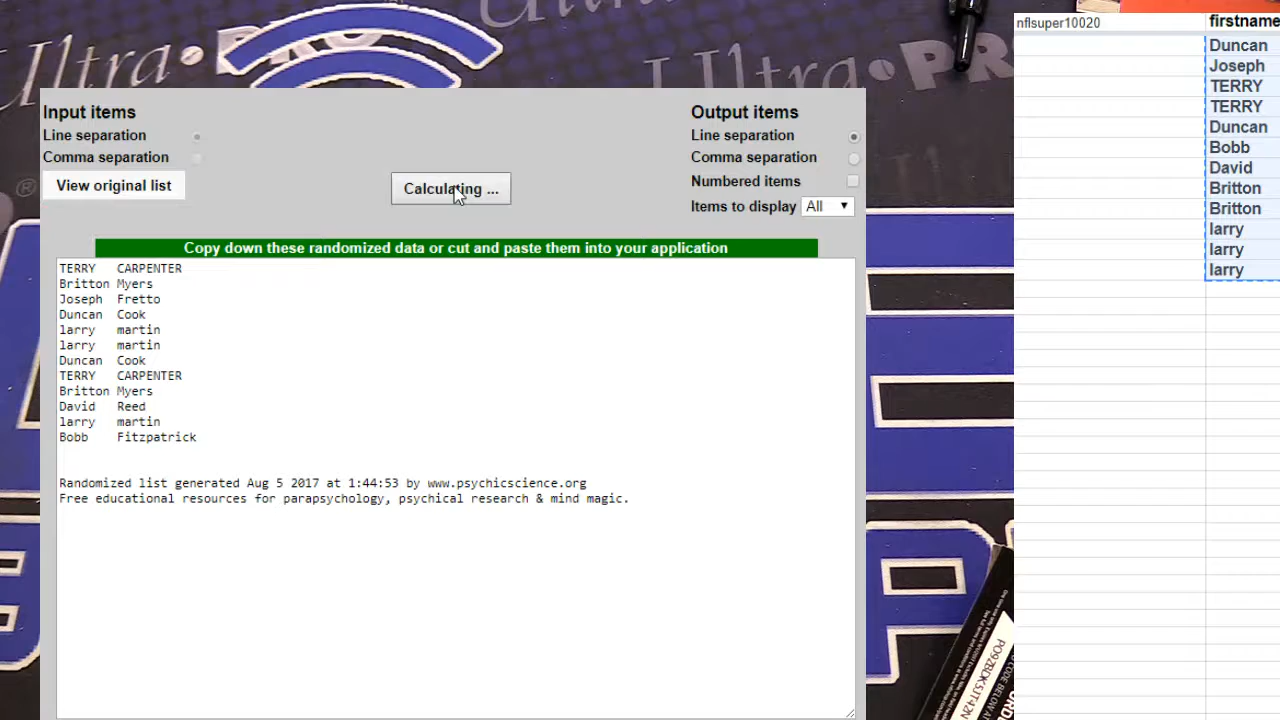 Ultra•PRO
Ultra•PRO
Input items
Line separation
Comma separation
View original list
Calculating ...
Output items
Line separation
Comma separation
Numbered items
Items to display All
Copy down these randomized data or cut and paste them into your application
TERRY CARPENTER
Britton Myers
Joseph Fretto
Duncan Cook
larry martin
larry martin
Duncan Cook
TERRY CARPENTER
Britton Myers
David Reed
larry martin
Bobb Fitzpatrick
Randomized list generated Aug 5 2017 at 1:44:53 by www.psychicscience.org
Free educational resources for parapsychology, psychical research & mind magic.
nflsuper10020 firstname
Duncan
Joseph
TERRY
TERRY
Duncan
Bobb
David
Britton
Britton
larry
larry
larry